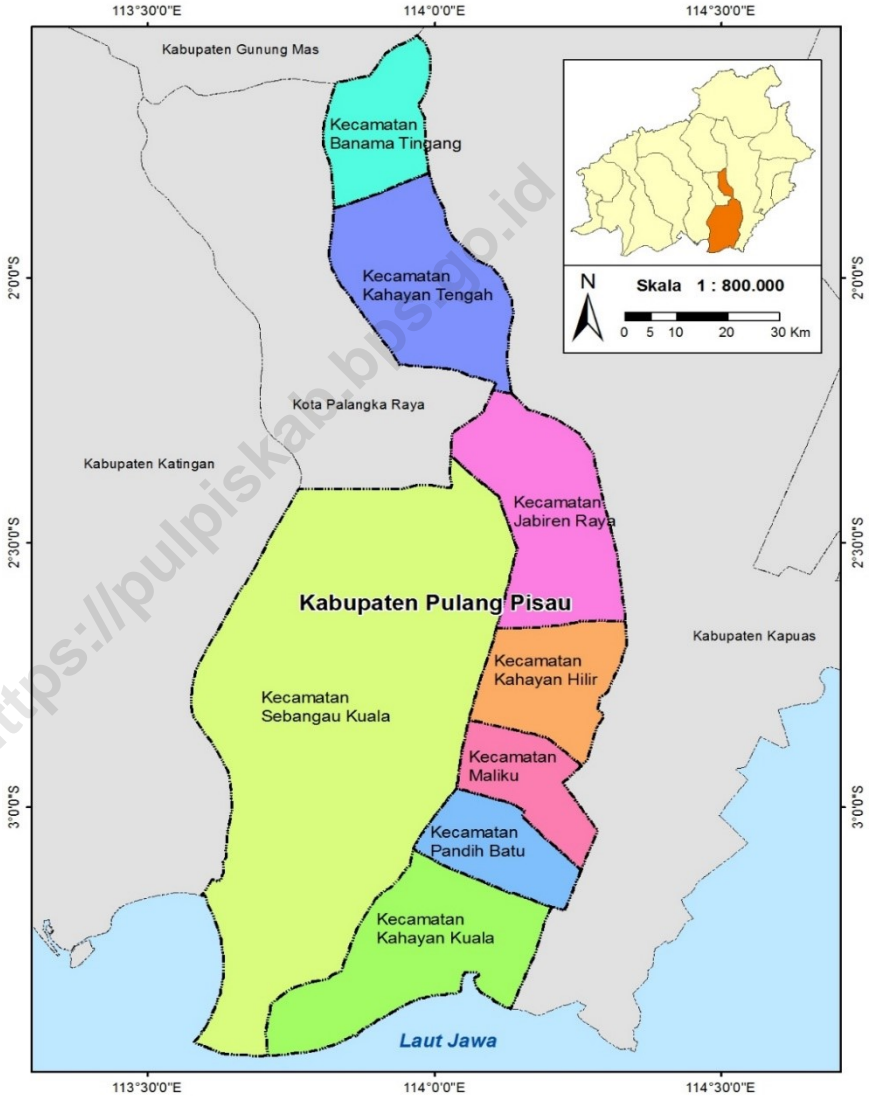 113°30'0"E
114°0'0"E
114°30'0"E
Kabupaten Gunung Mas
Kecamatan
Banama Tingang
Kecamatan
Kahayan Tengah
2°0'0"S
2°0'0"S
N
Skala 1 : 800.000
0 5 10 20 30 Km
Kota Palangka Raya
Kabupaten Katingan
Kecamatan
Jabiren Raya
2°30'0"S
2°30'0"S
Kabupaten Pulang Pisau
Kabupaten Kapuas
Kecamatan
Kahayan Hilir
Kecamatan
Sebangau Kuala
Kecamatan
Maliku
3°0'0"S
3°0'0"S
Kecamatan
Pandih Batu
Kecamatan
Kahayan Kuala
Laut Jawa
113°30'0"E
114°0'0"E
114°30'0"E
https://pulpiskab.bps.go.id